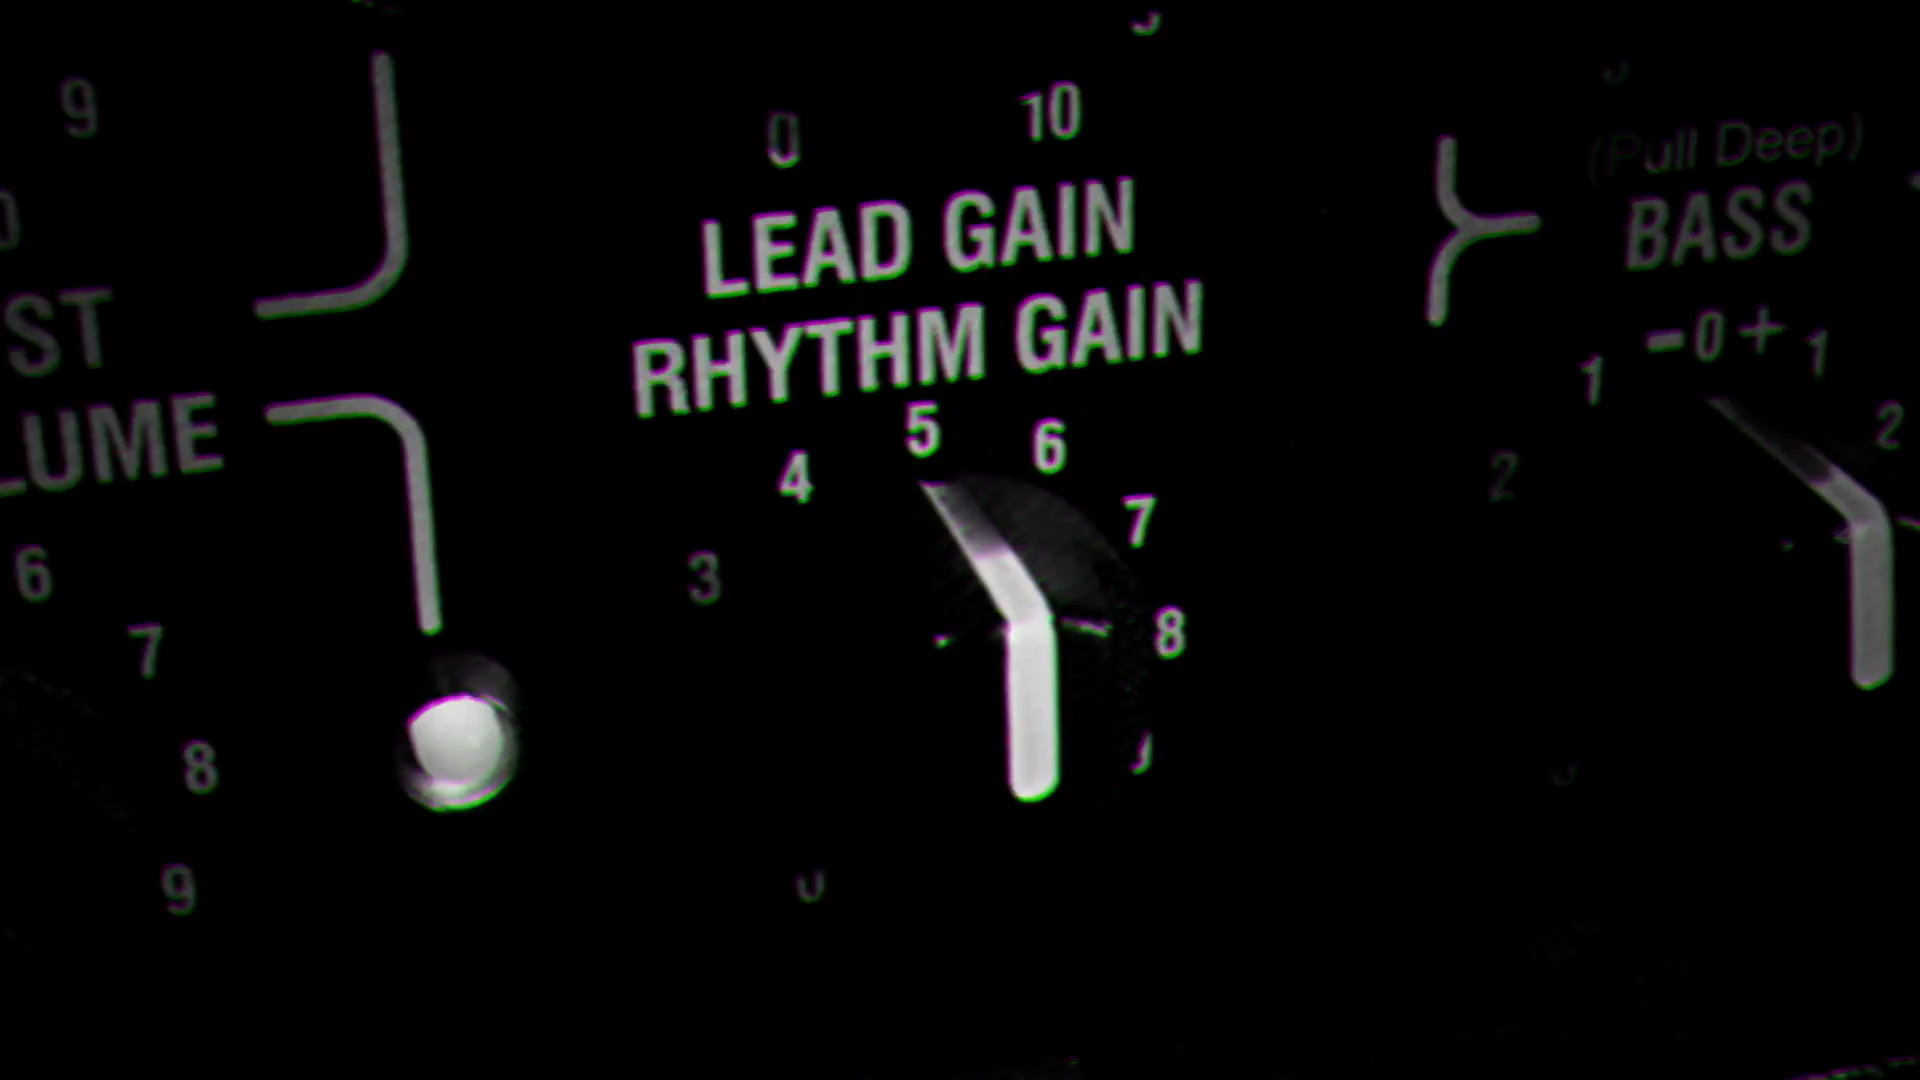 9
0 10
(Pull Deep)
LEAD GAIN
BASS
RHYTHM GAIN
- 0 +
ST
1 1
LUME
5 6
2 2
4
7
3
6
8
7
8
9